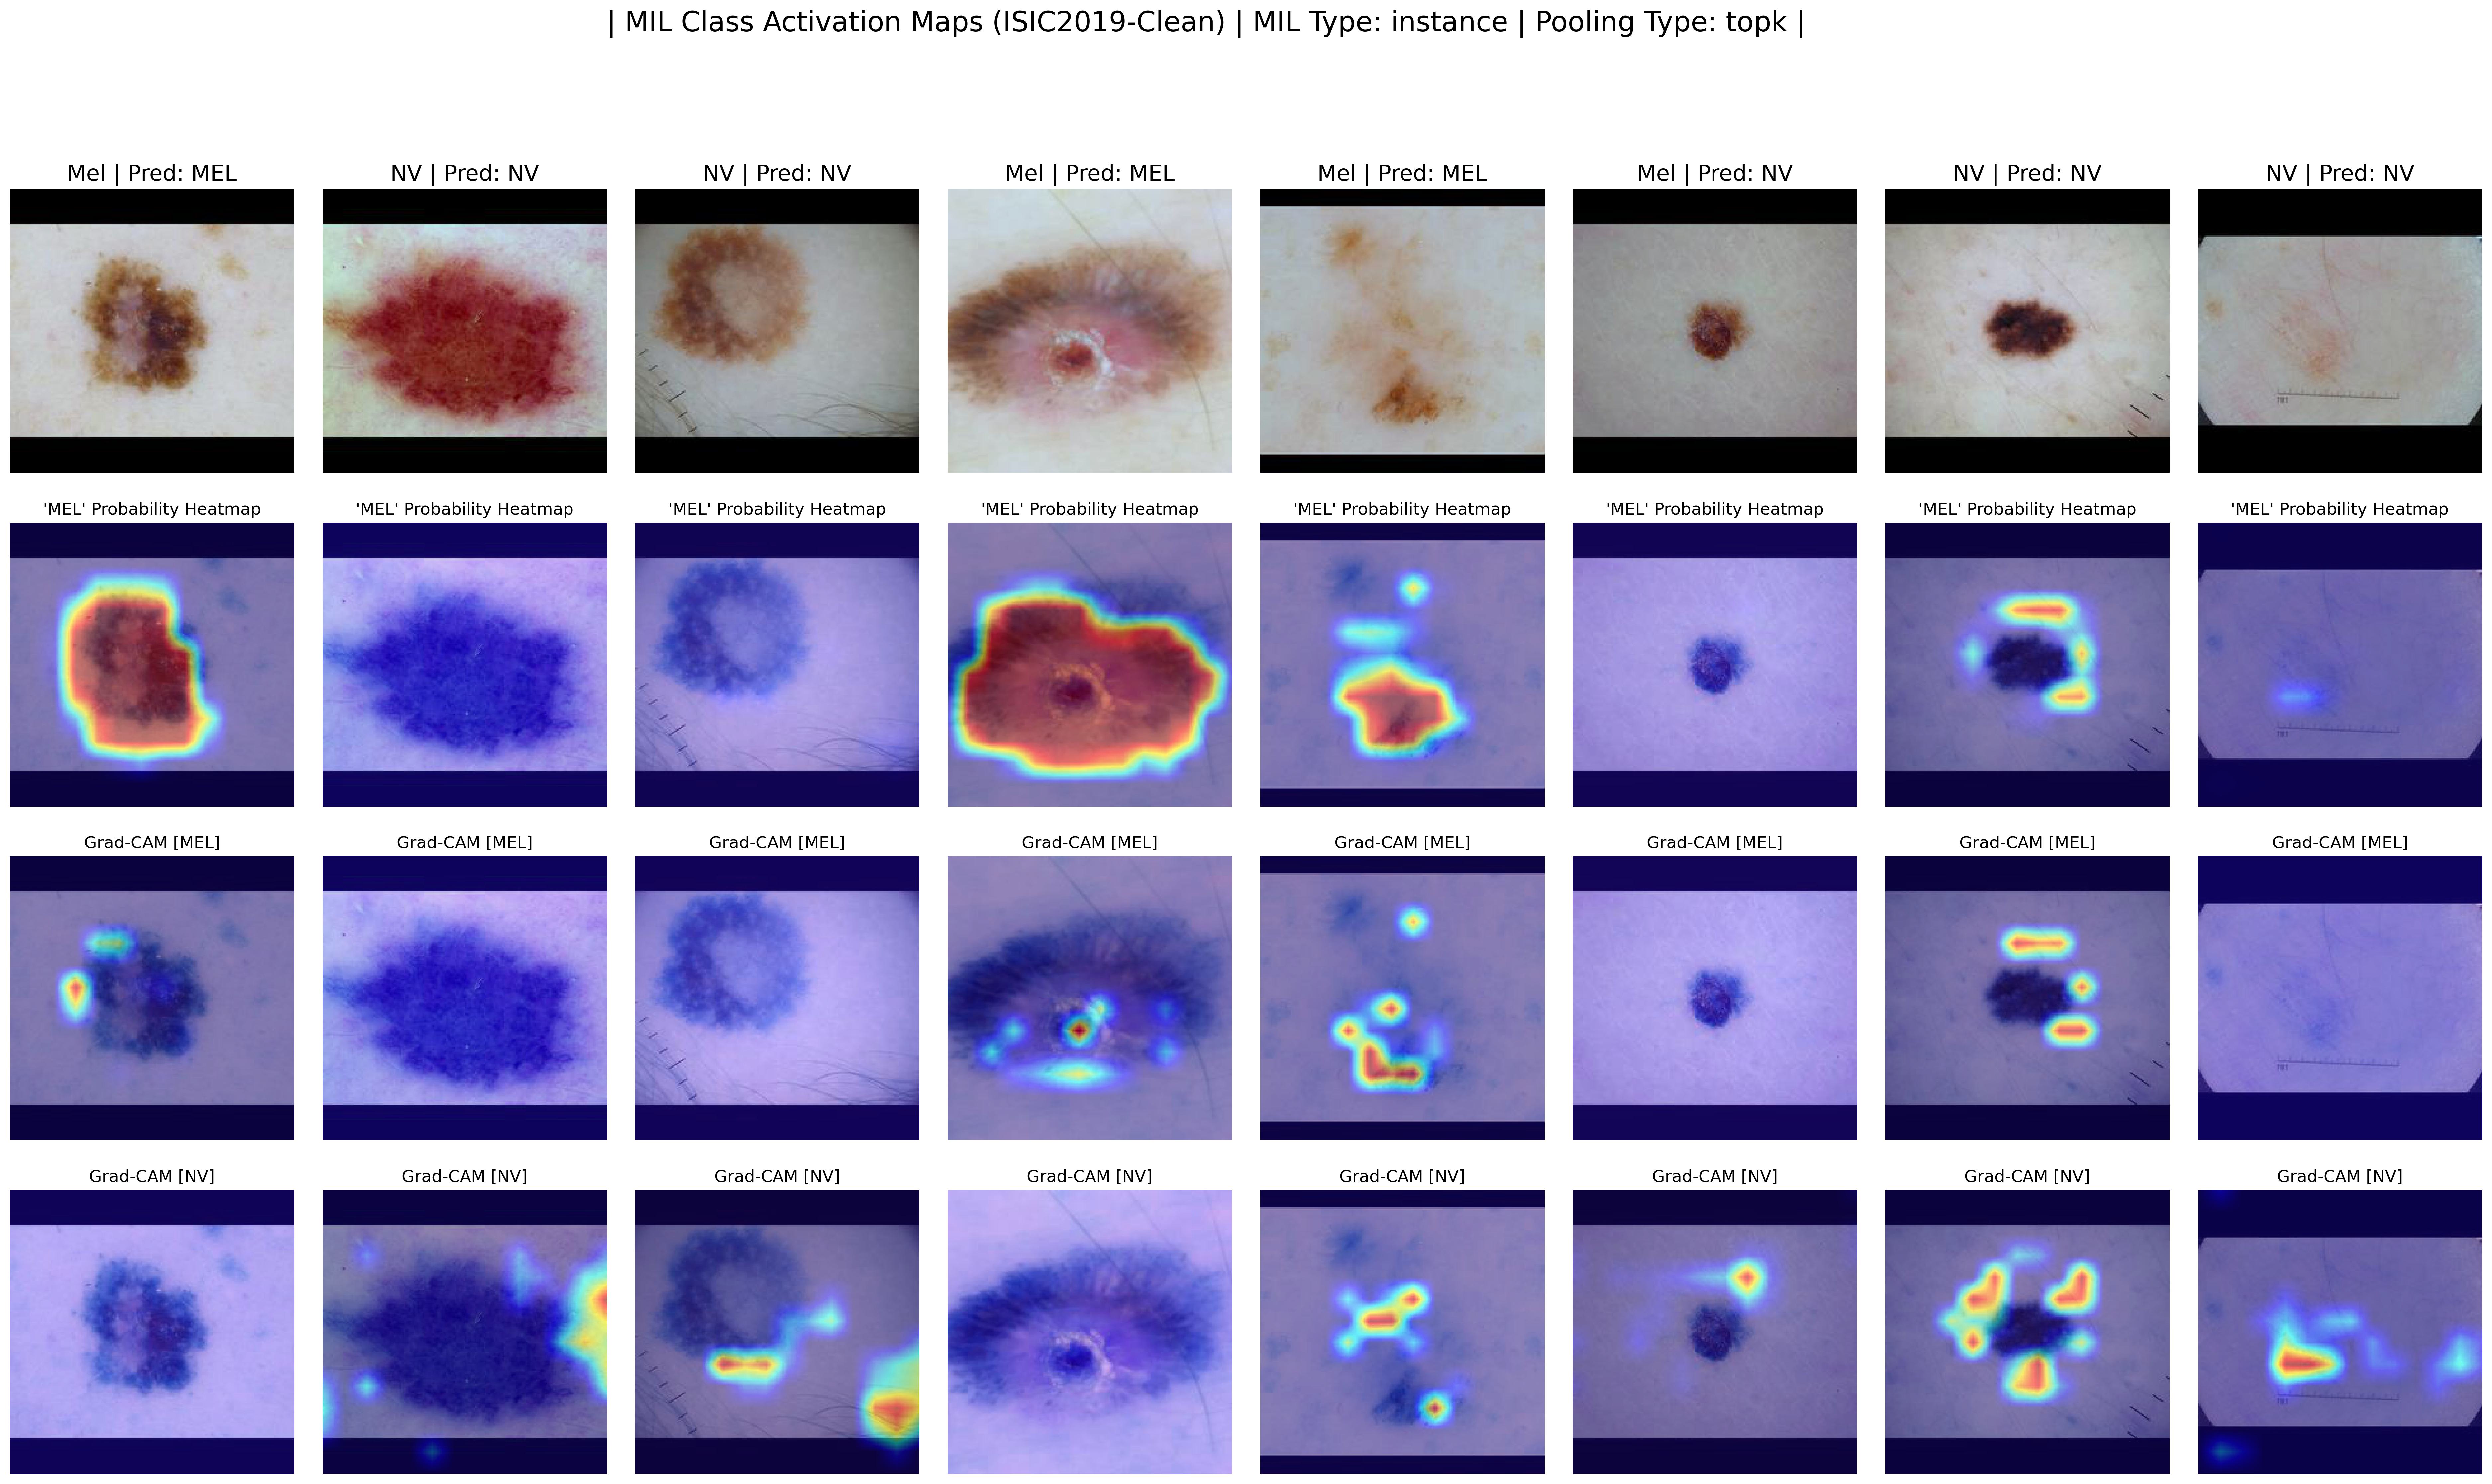 | MIL Class Activation Maps (ISIC2019-Clean) | MIL Type: instance | Pooling Type: topk |
Mel | Pred: MEL
NV | Pred: NV
NV | Pred: NV
Mel | Pred: MEL
Mel | Pred: MEL
Mel | Pred: NV
NV | Pred: NV
NV | Pred: NV
'MEL' Probability Heatmap
'MEL' Probability Heatmap
'MEL' Probability Heatmap
'MEL' Probability Heatmap
'MEL' Probability Heatmap
'MEL' Probability Heatmap
'MEL' Probability Heatmap
'MEL' Probability Heatmap
Grad-CAM [MEL]
Grad-CAM [MEL]
Grad-CAM [MEL]
Grad-CAM [MEL]
Grad-CAM [MEL]
Grad-CAM [MEL]
Grad-CAM [MEL]
Grad-CAM [MEL]
Grad-CAM [NV]
Grad-CAM [NV]
Grad-CAM [NV]
Grad-CAM [NV]
Grad-CAM [NV]
Grad-CAM [NV]
Grad-CAM [NV]
Grad-CAM [NV]